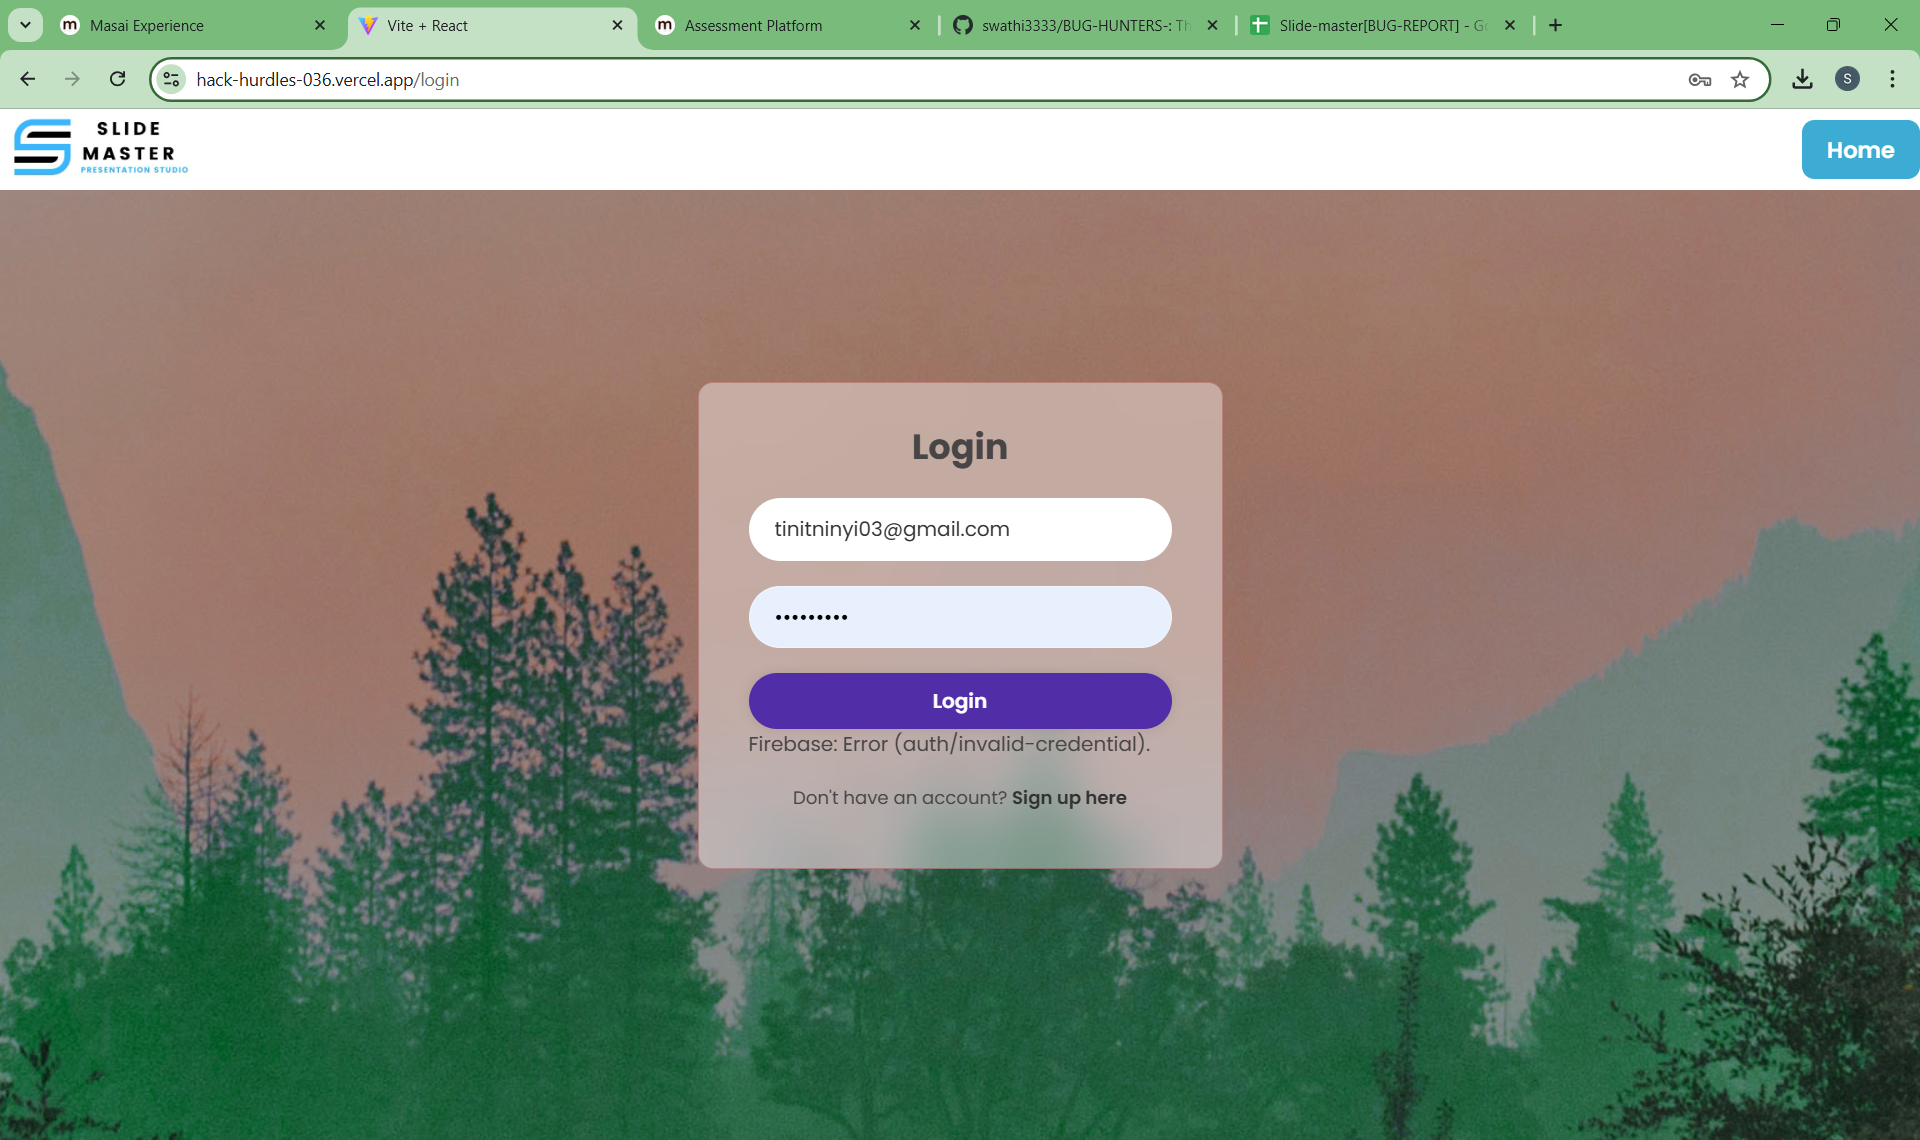 Masai Experience
Vite + React
Assessment Platform
swathi3333/BUG-HUNTERS-: Th
Slide-master[BUG-REPORT] - Go
hack-hurdles-036.vercel.app/login
S
SLIDE
MASTER
PRESENTATION STUDIO
Home
Login
tinitninyi03@gmail.com
•••••••••
Login
Firebase: Error (auth/invalid-credential).
Don't have an account? Sign up here